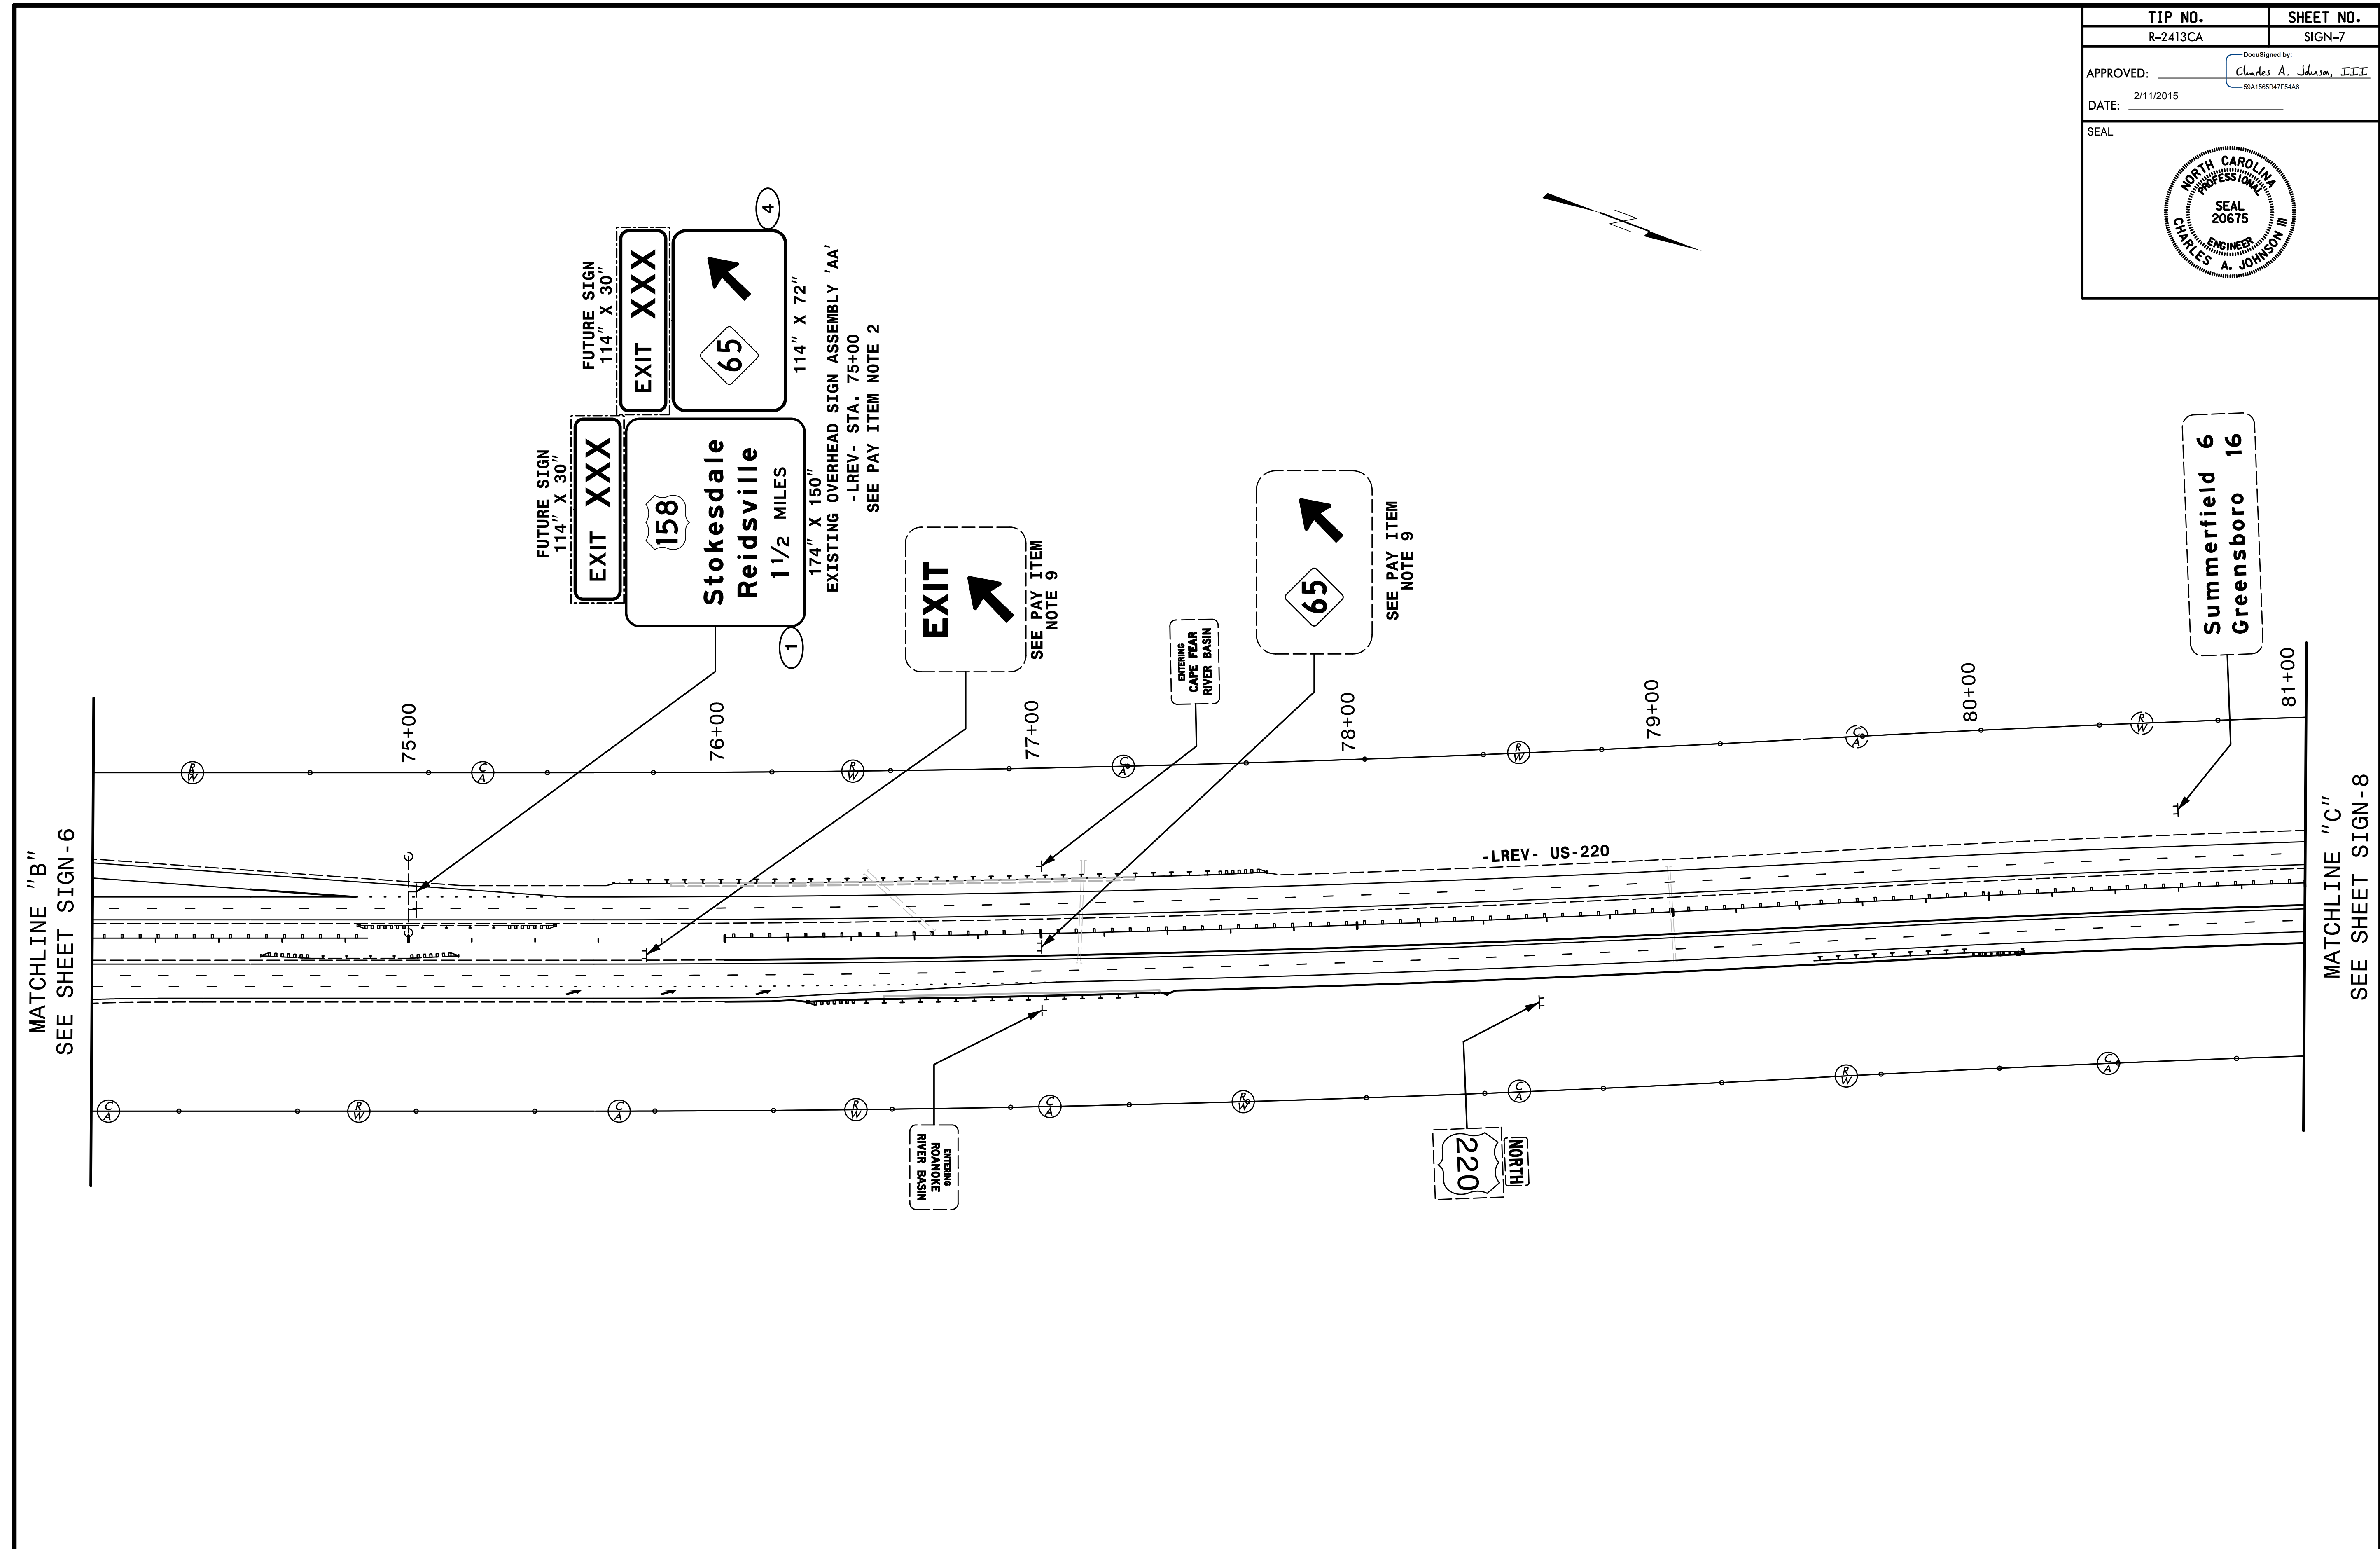 TIP NO.
SHEET NO.
R-2413CA
SIGN-7
DocuSigned by:
APPROVED:
Charles A. Johnson, III
59A1565B47F54A6...
DATE:
2/11/2015
SEAL
NORTH CAROLINA
PROFESSIONAL
SEAL
20675
ENGINEER
CHARLES A. JOHNSON III
FUTURE SIGN
114" X 30"
EXIT XXX
4
65
114" X 72"
FUTURE SIGN
114" X 30"
EXIT XXX
158
Stokesdale
Reidsville
1 1/2 MILES
1
174" X 150"
EXISTING OVERHEAD SIGN ASSEMBLY 'AA'
-LREV- STA. 75+00
SEE PAY ITEM NOTE 2
EXIT
SEE PAY ITEM
NOTE 9
ENTERING
CAPE FEAR
RIVER BASIN
65
SEE PAY ITEM
NOTE 9
Summerfield 6
Greensboro 16
75+00
76+00
77+00
78+00
79+00
80+00
81+00
R
W
C
A
R
W
C
A
R
W
C
A
R
W
MATCHLINE "B"
SEE SHEET SIGN-6
-LREV- US-220
MATCHLINE "C"
SEE SHEET SIGN-8
C
A
R
W
C
A
R
W
C
A
R
W
C
A
R
W
C
A
ENTERING
ROANOKE
RIVER BASIN
NORTH
220